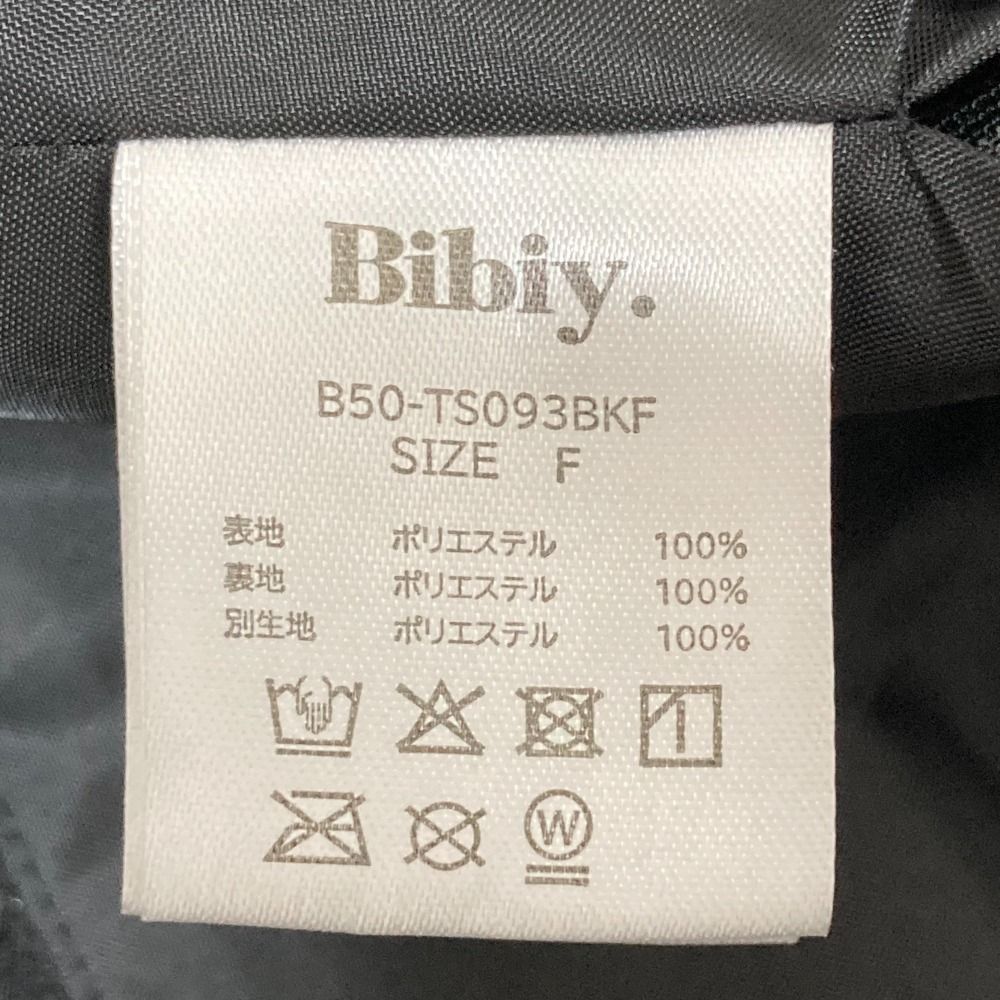 Bibiy.
B50-TS093BKF
SIZE F
表地 ポリエステル 100%
裏地 ポリエステル 100%
別生地 ポリエステル 100%
W